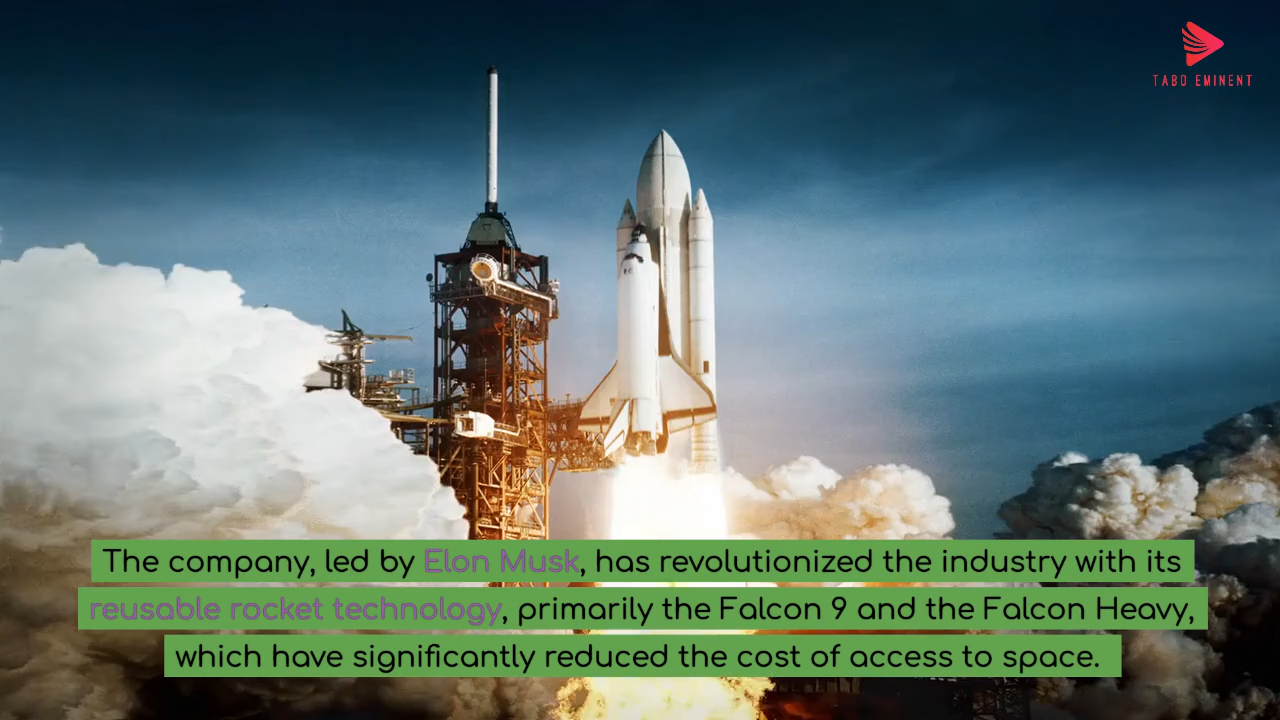 TABO EMINENT
The company, led by Elon Musk, has revolutionized the industry with its
reusable rocket technology, primarily the Falcon 9 and the Falcon Heavy,
which have significantly reduced the cost of access to space.